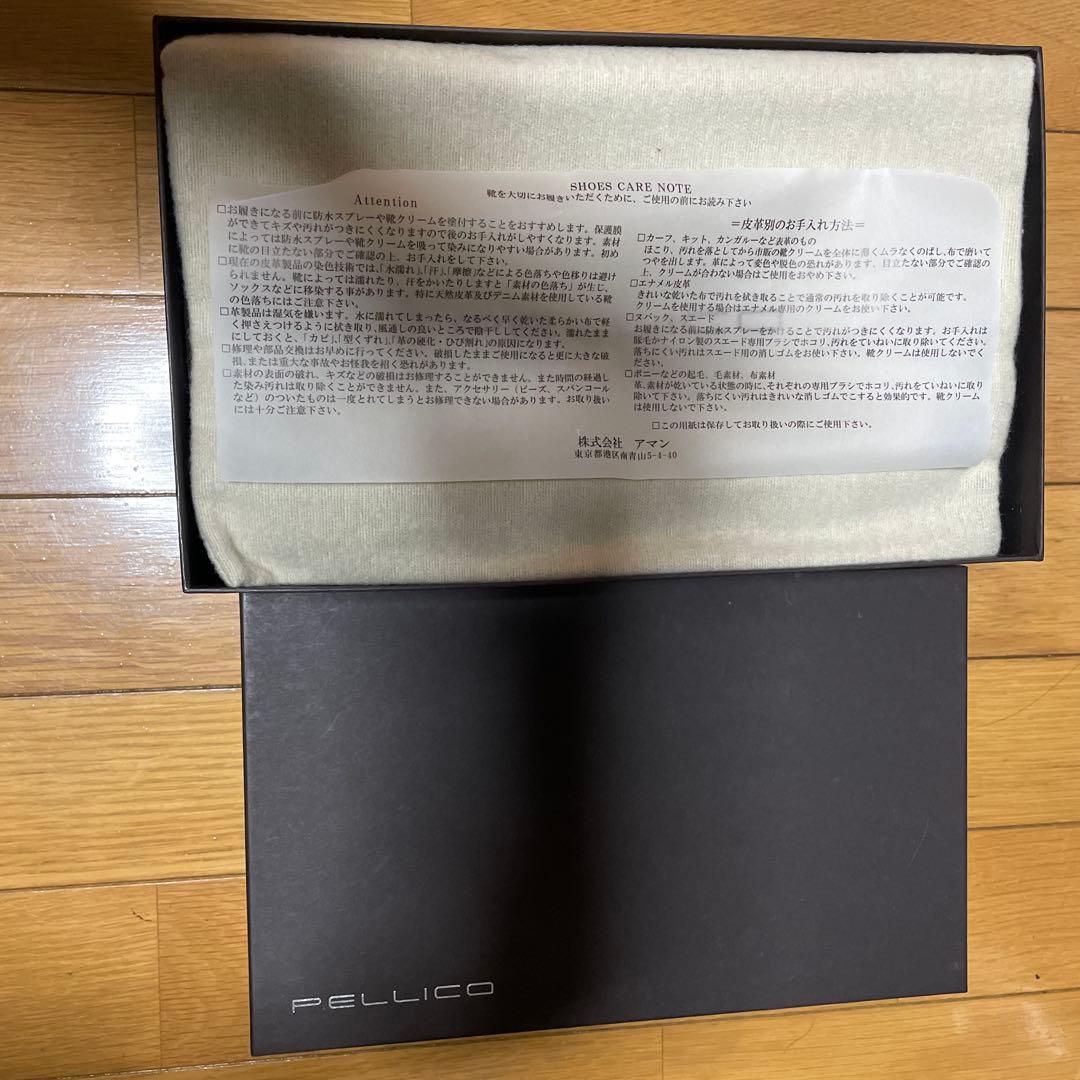 SHOES CARE NOTE
靴を大切にお履きいただくために、ご使用の前にお読み下さい
Attention
□お履きになる前に防水スプレーや靴クリームを塗付することをおすすめします。保護膜
ができてキズや汚れがつきにくくなりますので後のお手入れがしやすくなります。素材
によっては防水スプレーや靴クリームを吸って染みになりやすい場合があります。初め
に靴の目立たない部分でご確認の上、お手入れをして下さい。
□現在の皮革製品の染色技術では、「水濡れ」、「汗」、「摩擦」などによる色落ちや色移りは避け
られません。靴によっては濡れたり、汗をかいたりしますと「素材の色落ち」が生じ、
ソックスなどに移染する事があります。特に天然皮革及びデニム素材を使用している靴
の色落ちにはご注意下さい。
□革製品は湿気を嫌います。水に濡れてしまったら、なるべく早く乾いた柔らかい布で軽
く押さえつけるように拭き取り、風通しの良いところで陰干ししてください。濡れたまま
にしておくと、「カビ」、「型くずれ」、「革の硬化・ひび割れ」の原因になります。
□修理や部品交換はお早めに行ってください。破損したままご使用になると更に大きな破
損、または重大な事故やお怪我を招く恐れがあります。
□素材の表面の破れ、キズなどの破損はお修理することができません。また時間の経過し
た染み汚れは取り除くことができません。また、アクセサリー（ビーズ、スパンコール
など）のついたものは一度とれてしまうとお修理できない場合があります。お取り扱い
には十分ご注意下さい。
＝皮革別のお手入れ方法＝
□カーフ、キット、カンガルーなど表革のもの
ほこり、汚れを落としてから市販の靴クリームを全体に薄くムラなくのばし、布で磨いて
つやを出します。革によって変色や脱色の恐れがあります。目立たない部分でご確認の
上、クリームが合わない場合はご使用をおやめ下さい。
□エナメル皮革
きれいな乾いた布で汚れを拭き取ることで通常の汚れを取り除くことが可能です。
クリームを使用する場合はエナメル専用のクリームをお使い下さい。
□ヌバック、スエード
お履きになる前に防水スプレーをかけることで汚れがつきにくくなります。お手入れは
豚毛かナイロン製のスエード専用ブラシでホコリ、汚れをていねいに取り除いてください。
落ちにくい汚れはスエード用の消しゴムをお使い下さい。靴クリームは使用しないでく
ださい。
□ポニーなどの起毛、毛素材、布素材
革、素材が乾いている状態の時に、それぞれの専用ブラシでホコリ、汚れをていねいに取り
除いて下さい。落ちにくい汚れはきれいな消しゴムでこすると効果的です。靴クリーム
は使用しないで下さい。
□この用紙は保存してお取り扱いの際にご使用下さい。
株式会社 アマン
東京都港区南青山5-4-40
PELLICO